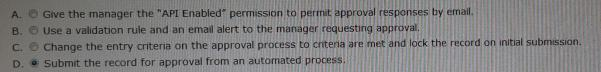 A. Give the manager the "API Enabled" permission to permit approval responses by email.
B. Use a validation rule and an email alert to the manager requesting approval.
C. Change the entry criteria on the approval process to criteria are met and lock the record on initial submission.
D. Submit the record for approval from an automated process.